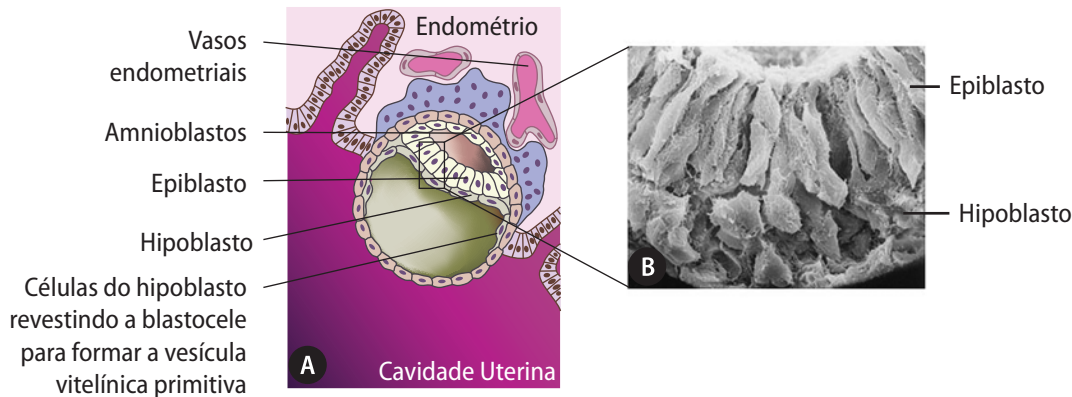 Endométrio
Vasos
endometriais
Amnioblastos
Epiblasto
Hipoblasto
Células do hipoblasto
revestindo a blastocele
para formar a vesícula
vitelínica primitiva
A
Cavidade Uterina
Epiblasto
Hipoblasto
B